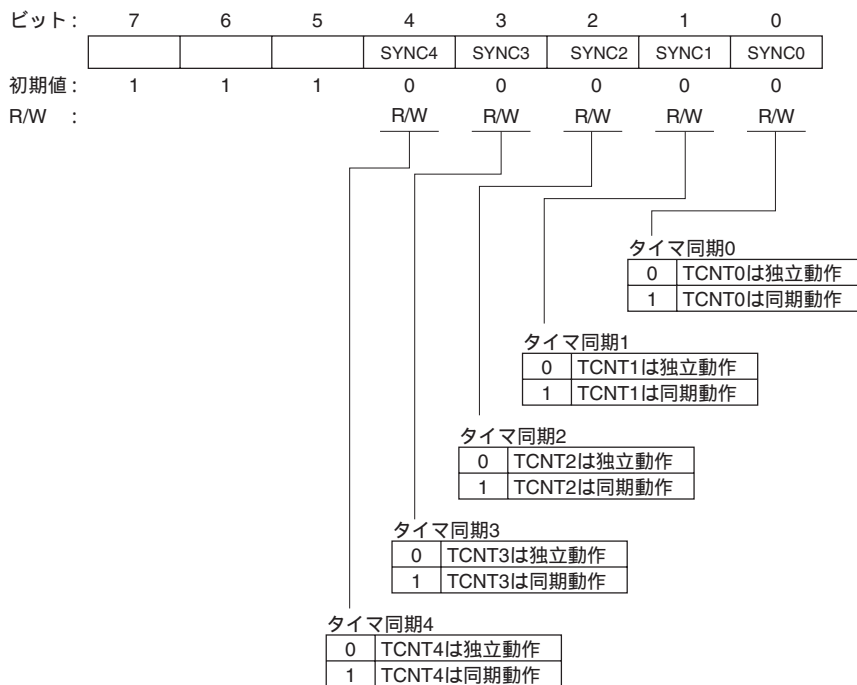 ビット: 7 6 5 4 3 2 1 0
SYNC4 SYNC3 SYNC2 SYNC1 SYNC0
初期値: 1 1 1 0 0 0 0 0
R/W : R/W R/W R/W R/W R/W
タイマ同期0
0 TCNT0は独立動作
1 TCNT0は同期動作
タイマ同期1
0 TCNT1は独立動作
1 TCNT1は同期動作
タイマ同期2
0 TCNT2は独立動作
1 TCNT2は同期動作
タイマ同期3
0 TCNT3は独立動作
1 TCNT3は同期動作
タイマ同期4
0 TCNT4は独立動作
1 TCNT4は同期動作